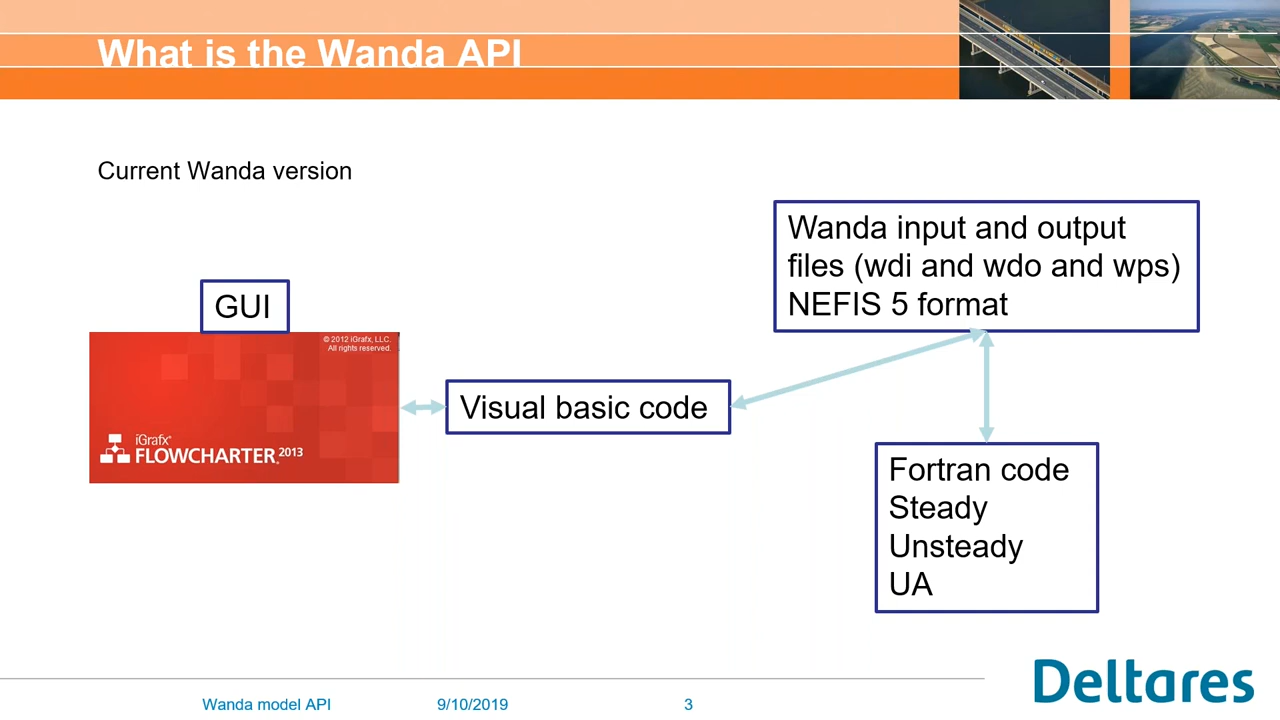 What is the Wanda API
Current Wanda version
Wanda input and output
files (wdi and wdo and wps)
NEFIS 5 format
GUI
© 2012 iGrafx, LLC.
All rights reserved.
iGrafx®
FLOWCHARTER® 2013
Visual basic code
Fortran code
Steady
Unsteady
UA
Deltares
Wanda model API
9/10/2019
3